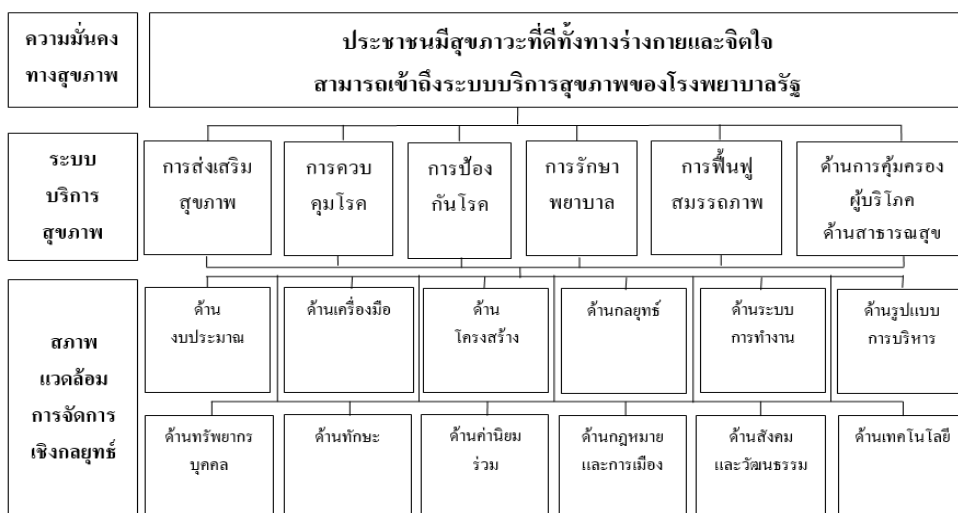 ความมั่นคง
ทางสุขภาพ
ประชาชนมีสุขภาวะที่ดีทั้งทางร่างกายและจิตใจ
สามารถเข้าถึงระบบบริการสุขภาพของโรงพยาบาลรัฐ
ระบบ
บริการ
สุขภาพ
การส่งเสริม
สุขภาพ
การควบ
คุมโรค
การป้อง
กันโรค
การรักษา
พยาบาล
การฟื้นฟู
สมรรถภาพ
ด้านการคุ้มครอง
ผู้บริโภค
ด้านสาธารณสุข
สภาพ
แวดล้อม
การจัดการ
เชิงกลยุทธ์
ด้าน
งบประมาณ
ด้านเครื่องมือ
ด้าน
โครงสร้าง
ด้านกลยุทธ์
ด้านระบบ
การทำงาน
ด้านรูปแบบ
การบริหาร
ด้านทรัพยากร
บุคคล
ด้านทักษะ
ด้านค่านิยม
ร่วม
ด้านกฎหมาย
และการเมือง
ด้านสังคม
และวัฒนธรรม
ด้านเทคโนโลยี